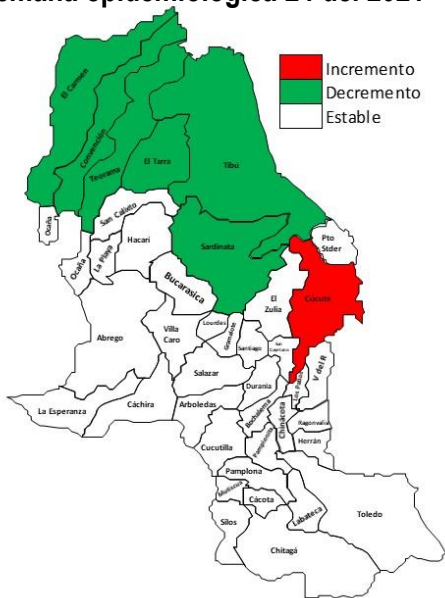 emana epidemiológica 21 del 2021
Incremento
Decremento
Estable
El Carmen
Convención
Teorama
El Tarra
Tibú
San Calixto
Ocaña
Ocaña
La Playa
Hacarí
Sardinata
Pto
Stder
Bucarasica
El
Zulia
Cúcuta
Abrego
Villa
Caro
Lourdes
Gramalote
Santiago
San
Cayetano
Los Patios
V del R
Salazar
Durania
La Esperanza
Cáchira
Arboledas
Bochalema
Chinácota
Ragonvalia
Herrán
Cucutilla
Pamplonita
Pamplona
Mutiscua
Cácota
Labateca
Toledo
Silos
Chitagá